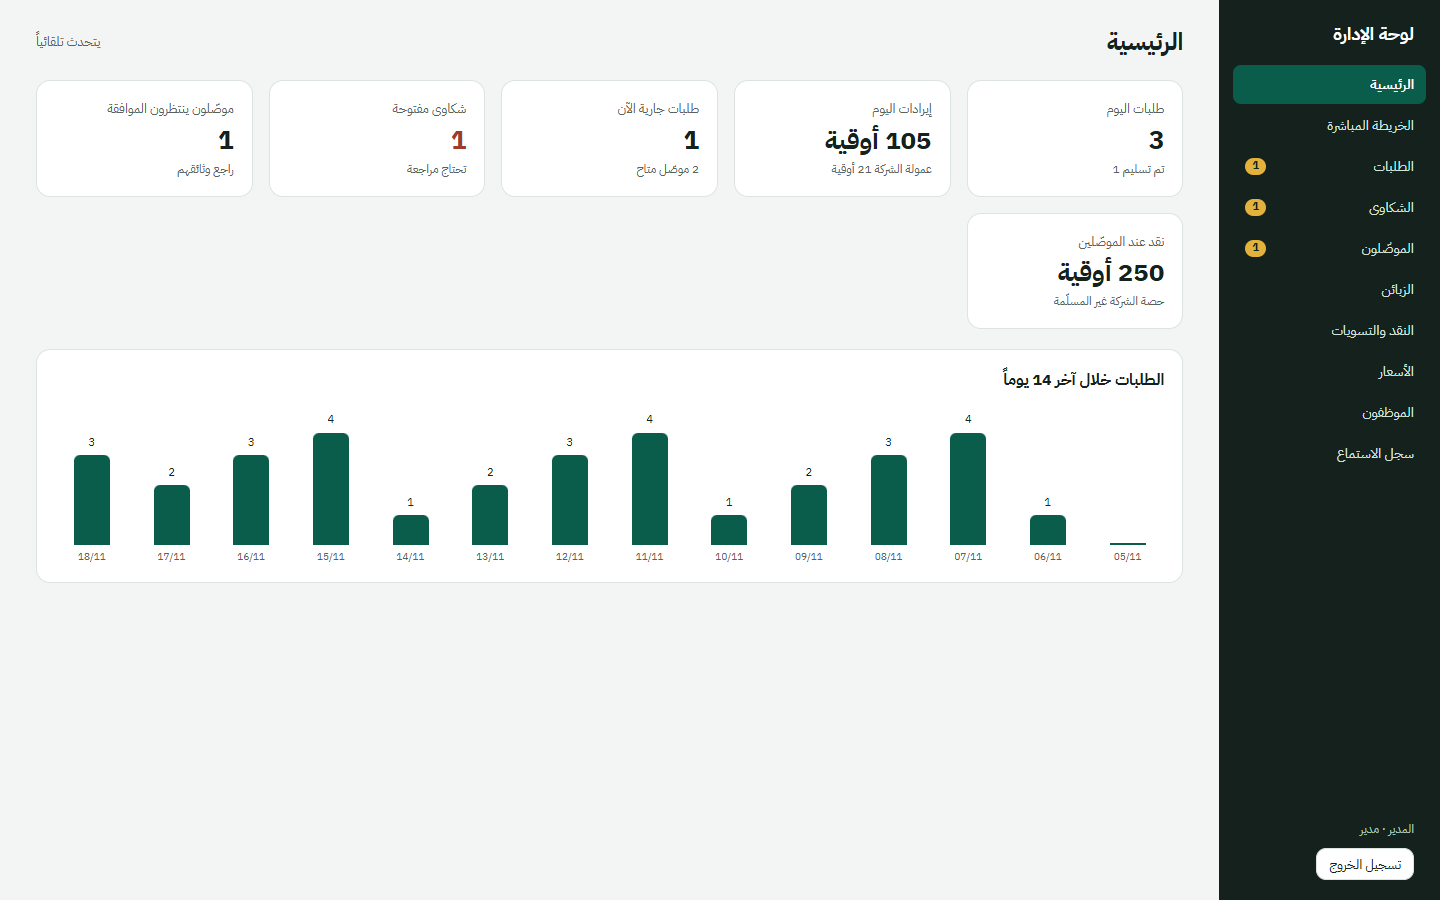 لوحة الإدارة
الرئيسية
الخريطة المباشرة
الطلبات 1
الشكاوى 1
الموصّلون 1
الزبائن
النقد والتسويات
الأسعار
الموظفون
سجل الاستماع
المدير · مدير
تسجيل الخروج
الرئيسية
يتحدث تلقائياً
طلبات اليوم
3
تم تسليم 1
إيرادات اليوم
105 أوقية
عمولة الشركة 21 أوقية
طلبات جارية الآن
1
2 موصّل متاح
شكاوى مفتوحة
1
تحتاج مراجعة
موصّلون ينتظرون الموافقة
1
راجع وثائقهم
نقد عند الموصّلين
250 أوقية
حصة الشركة غير المسلّمة
الطلبات خلال آخر 14 يوماً
1 4 3 2 1 4 3 2 1 4 3 2 3
05/11 06/11 07/11 08/11 09/11 10/11 11/11 12/11 13/11 14/11 15/11 16/11 17/11 18/11